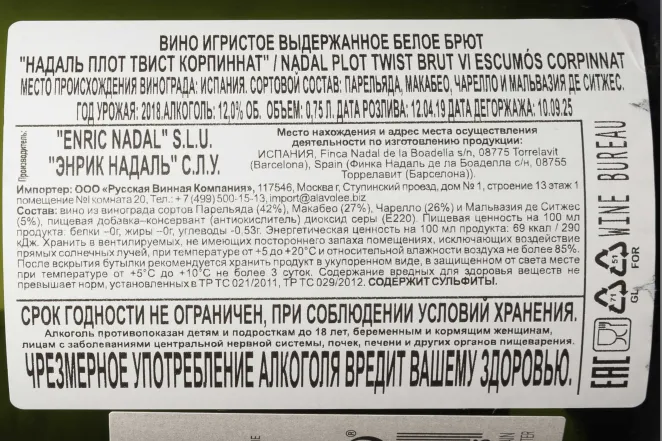 ВИНО ИГРИСТОЕ ВЫДЕРЖАННОЕ БЕЛОЕ БРЮТ
"НАДАЛЬ ПЛОТ ТВИСТ КОРПИННАТ" / NADAL PLOT TWIST BRUT VI ESCUMÓS CORPINNAT
МЕСТО ПРОИСХОЖДЕНИЯ ВИНОГРАДА: ИСПАНИЯ. СОРТОВОЙ СОСТАВ: ПАРЕЛЬЯДА, МАКАБЕО, ЧАРЕЛЛО И МАЛЬВАЗИЯ ДЕ СИТЖЕС.
ГОД УРОЖАЯ: 2018.АЛКОГОЛЬ: 12,0% ОБ. ОБЪЕМ: 0,75 Л. ДАТА РОЗЛИВА: 12.04.19 ДАТА ДЕГОРЖАЖА: 10.09.25
Производитель:
"ENRIC NADAL" S.L.U.
"ЭНРИК НАДАЛЬ" С.Л.У.
Место нахождения и адрес места осуществления
деятельности по изготовлению продукции:
ИСПАНИЯ, Finca Nadal de la Boadella s/n, 08775 Torrelavit
(Barcelona), Spain (Финка Надаль де ла Боаделла с/н, 08755
Торрелавит (Барселона)).
Импортер: ООО «Русская Винная Компания», 117546, Москва г, Ступинский проезд, дом № 1, строение 13 этаж 1
помещение №I комната 20, Тел.: +7 (499) 500-15-13, import@alavolee.biz
Состав: вино из винограда сортов Парельяда (42%), Макабео (27%), Чарелло (26%) и Мальвазия де Ситжес
(5%), пищевая добавка-консервант (антиокислитель) диоксид серы (Е220). Пищевая ценность на 100 мл
продукта: белки -0г, жиры -0г, углеводы -0.53г. Энергетическая ценность на 100 мл продукта: 69 ккал / 290
кДж. Хранить в вентилируемых, не имеющих постороннего запаха помещениях, исключающих воздействие
прямых солнечных лучей, при температуре от +5 до +20°С и относительной влажности воздуха не более 85%.
После вскрытия бутылки рекомендуется хранить продукт в укупоренном виде, в защищенном от света месте
при температуре от +5°С до +10°С не более 3 суток. Содержание вредных для здоровья веществ не
превышает норм, установленных в ТР ТС 021/2011, ТР ТС 029/2012. СОДЕРЖИТ СУЛЬФИТЫ.
СРОК ГОДНОСТИ НЕ ОГРАНИЧЕН, ПРИ СОБЛЮДЕНИИ УСЛОВИЙ ХРАНЕНИЯ.
Алкоголь противопоказан детям и подросткам до 18 лет, беременным и кормящим женщинам,
лицам с заболеваниями центральной нервной системы, почек, печени и других органов пищеварения.
ЧРЕЗМЕРНОЕ УПОТРЕБЛЕНИЕ АЛКОГОЛЯ ВРЕДИТ ВАШЕМУ ЗДОРОВЬЮ.
WINE BUREAU
71
51
GL
FOR
EAC